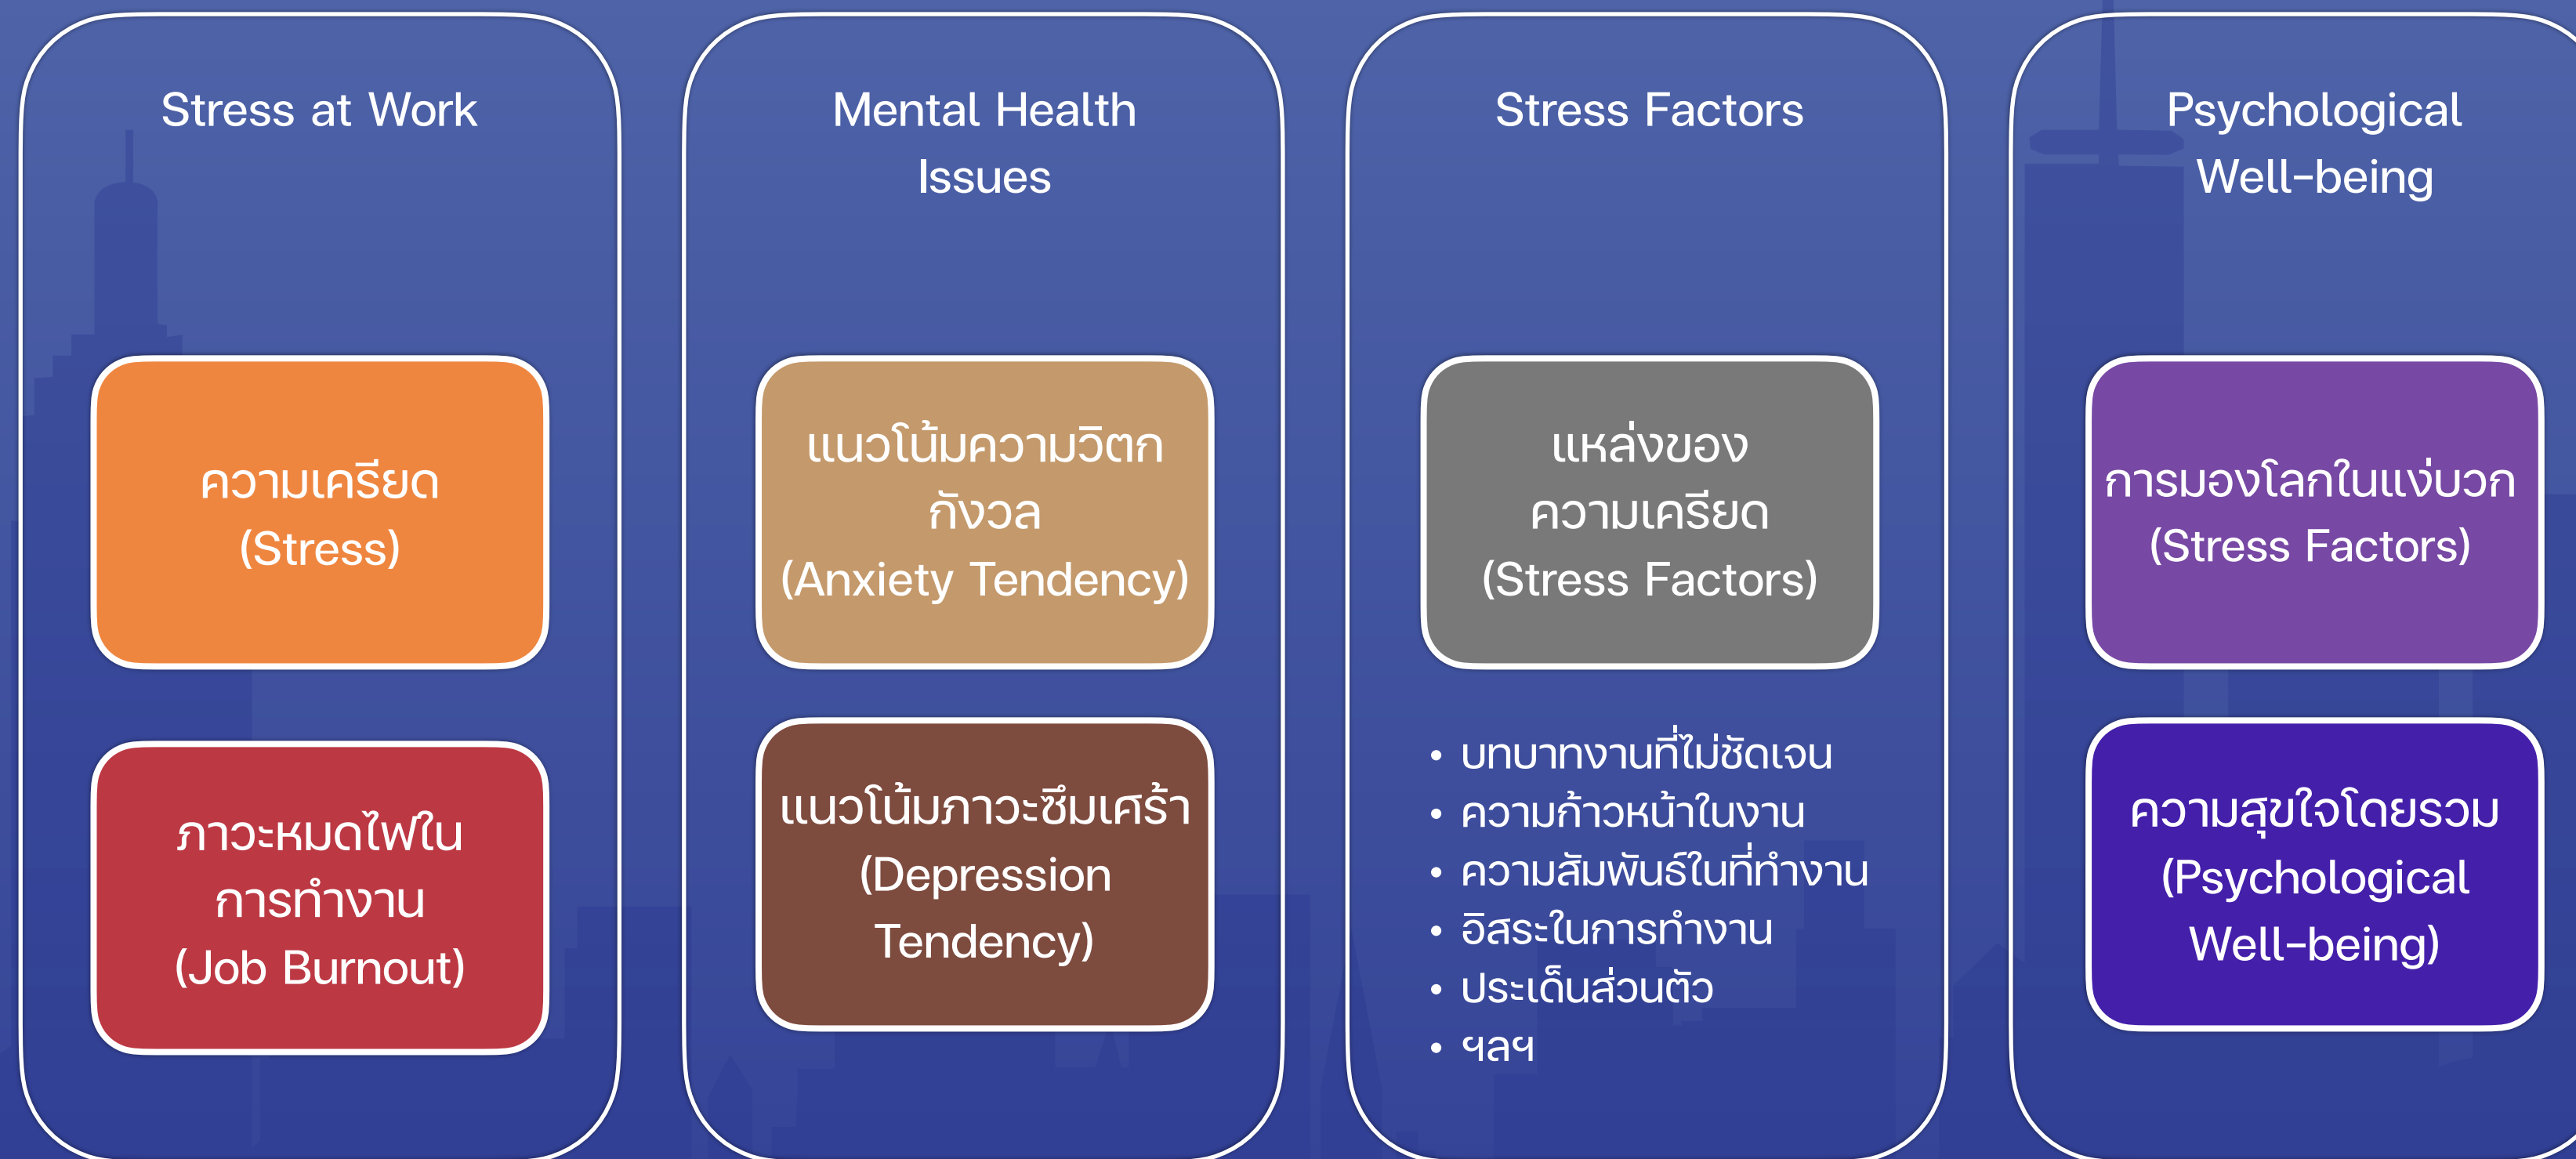 Stress at Work
ความเครียด
(Stress)
ภาวะหมดไฟใน
การทำงาน
(Job Burnout)
Mental Health
Issues
แนวโน้มความวิตก
กังวล
(Anxiety Tendency)
แนวโน้มภาวะซึมเศร้า
(Depression
Tendency)
Stress Factors
แหล่งของ
ความเครียด
(Stress Factors)
• บทบาทงานที่ไม่ชัดเจน
• ความก้าวหน้าในงาน
• ความสัมพันธ์ในที่ทำงาน
• อิสระในการทำงาน
• ประเด็นส่วนตัว
• ฯลฯ
Psychological
Well-being
การมองโลกในแง่บวก
(Stress Factors)
ความสุขใจโดยรวม
(Psychological
Well-being)